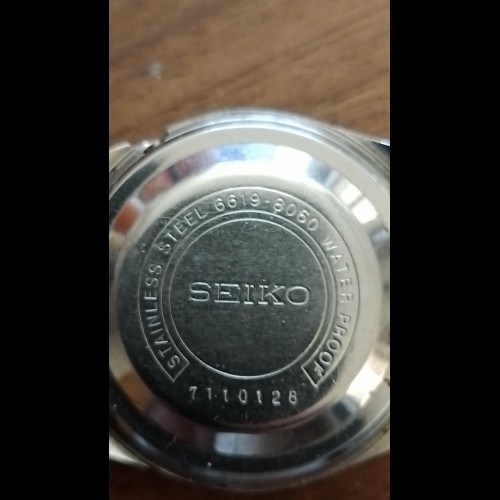 STAINLESS STEEL 6619-8060 WATER PROOF
SEIKO
7110126